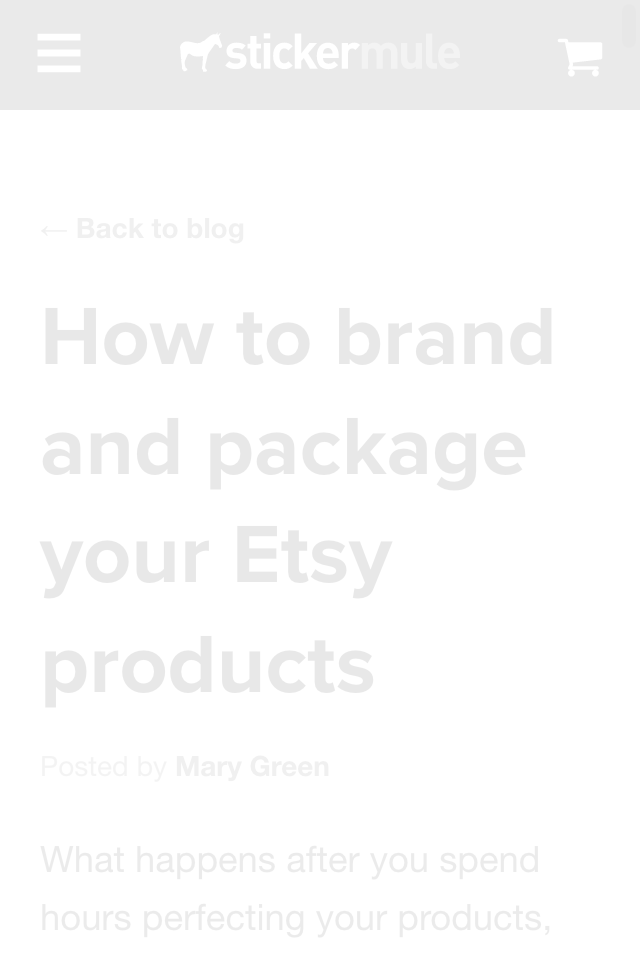 stickermule
← Back to blog
How to brand
and package
your Etsy
products
Posted by Mary Green
What happens after you spend
hours perfecting your products,